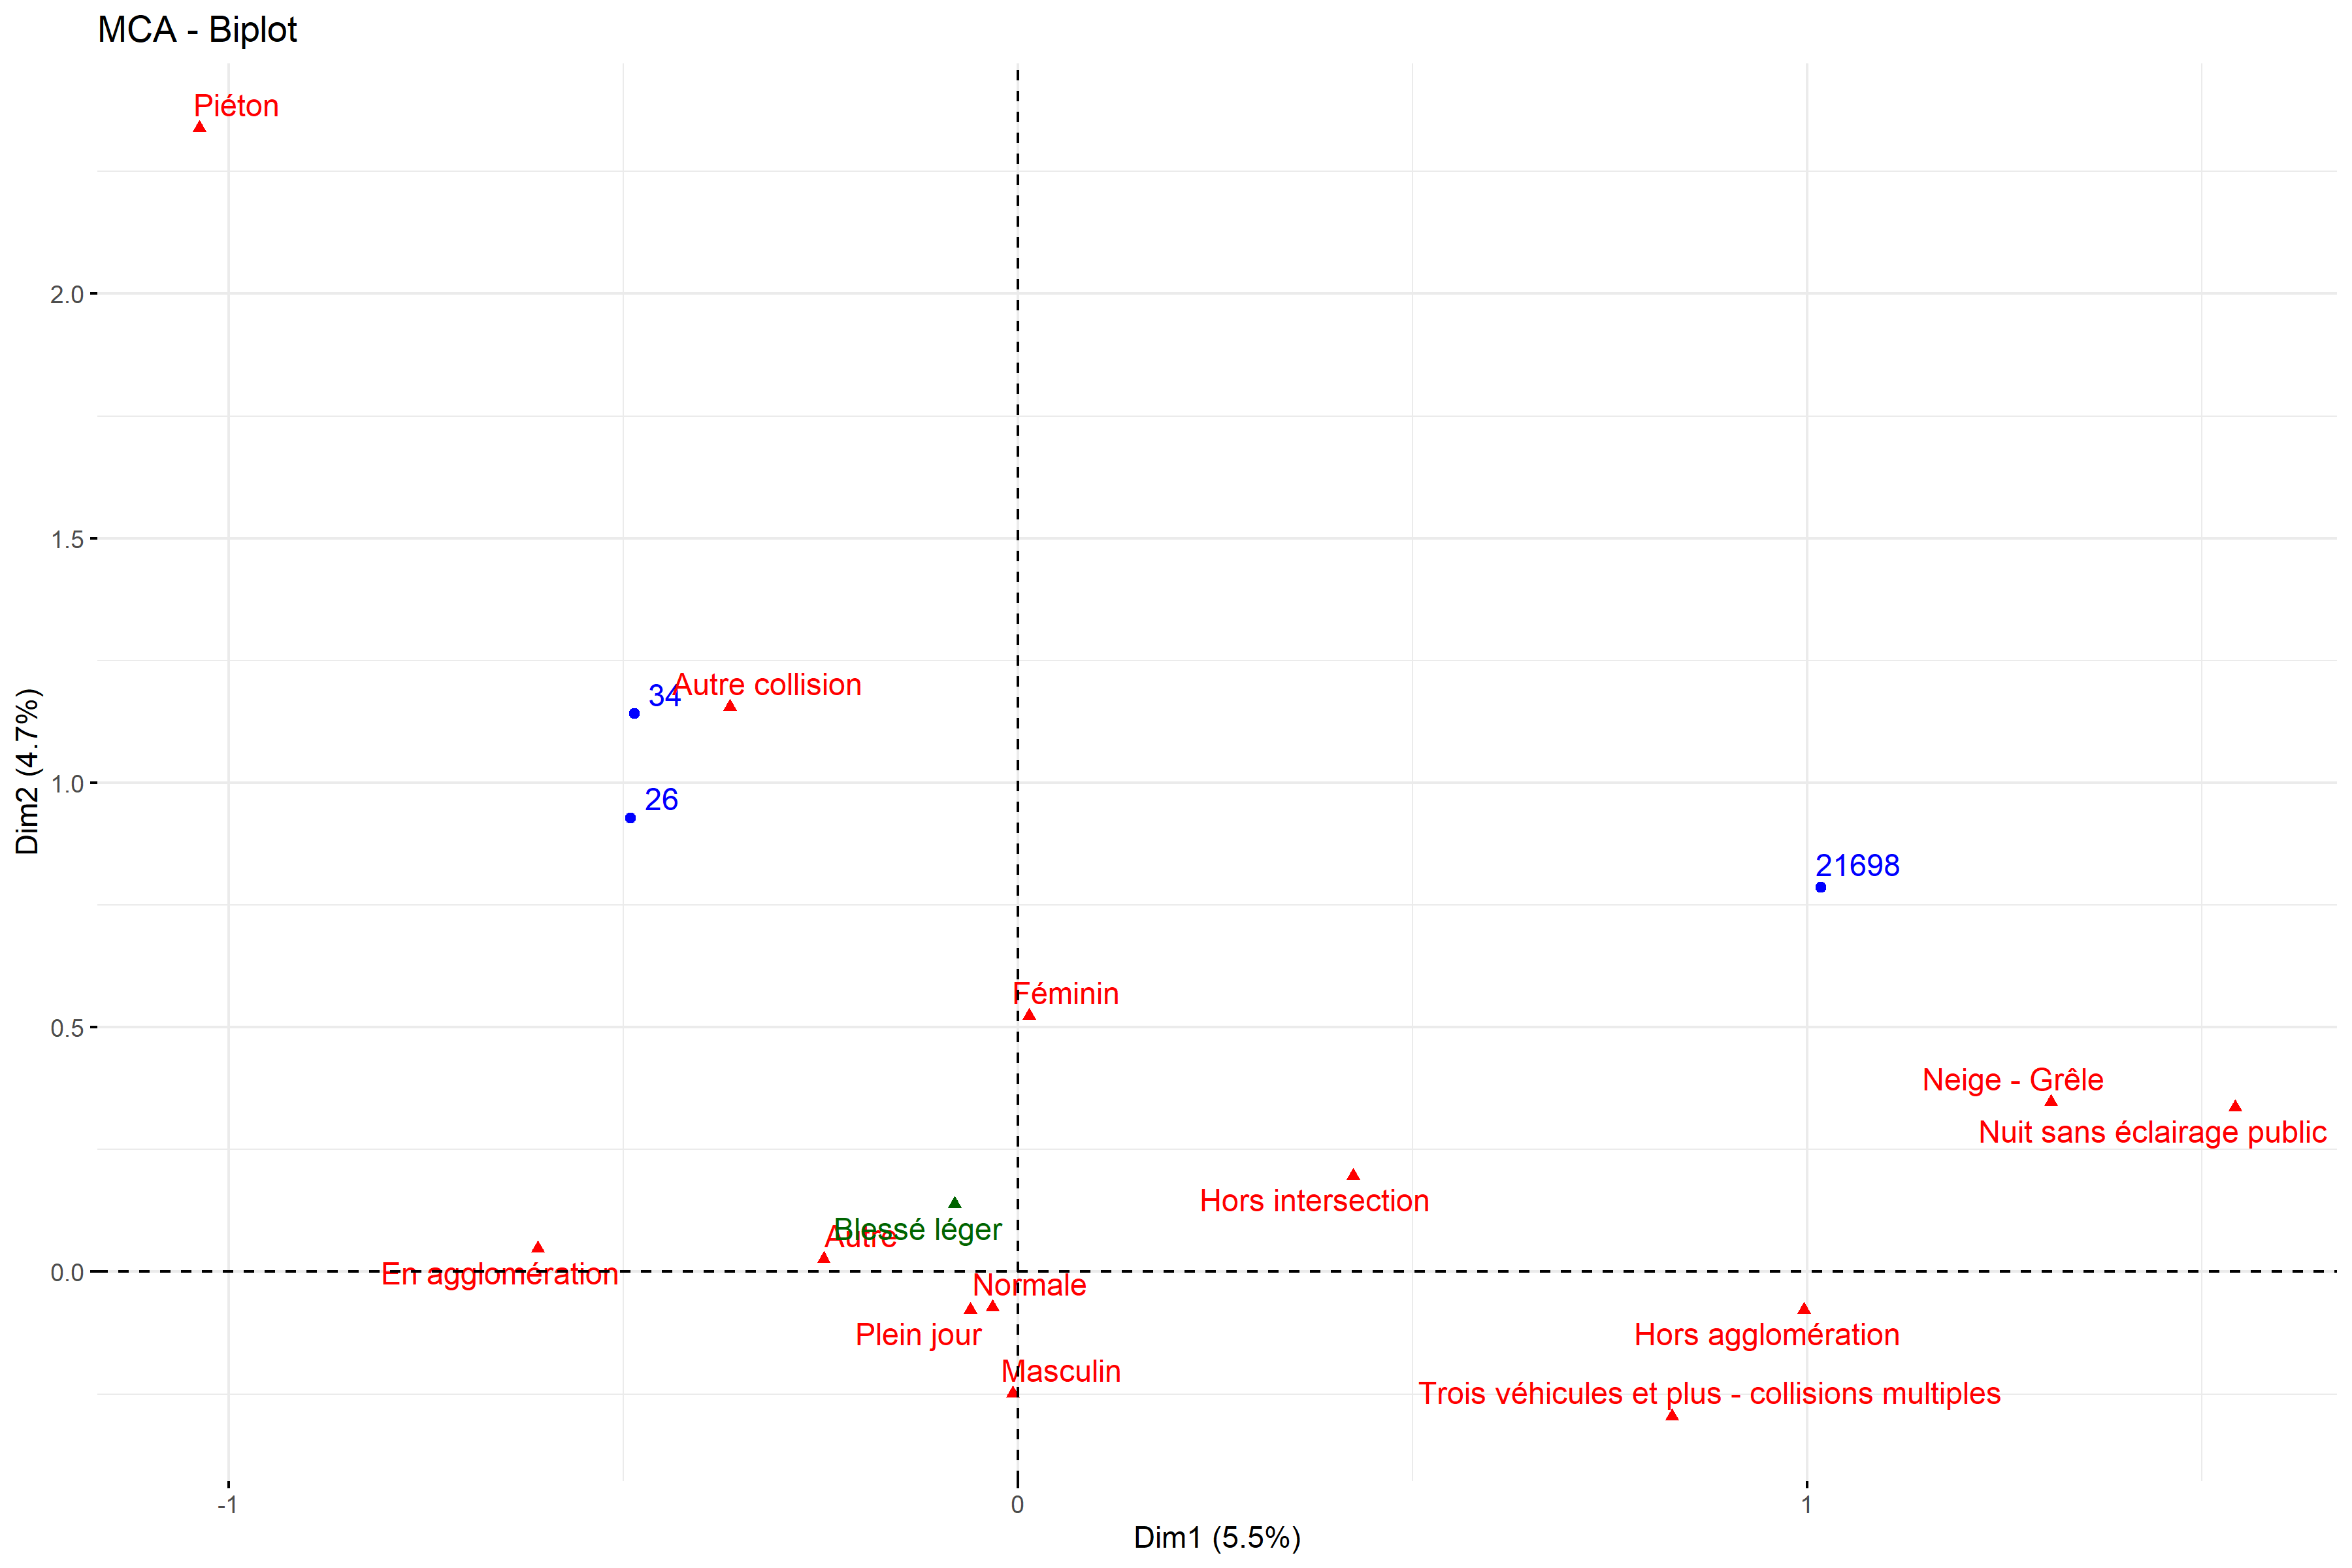 MCA - Biplot
Piéton
2.0
1.5
Autre collision
34
26
1.0
21698
Féminin
0.5
Neige - Grêle
Nuit sans éclairage public
Hors intersection
Blessé léger
Autre
En agglomération
0.0
Normale
Plein jour
Hors agglomération
Masculin
Trois véhicules et plus - collisions multiples
-1
0
1
Dim1 (5.5%)
Dim2 (4.7%)